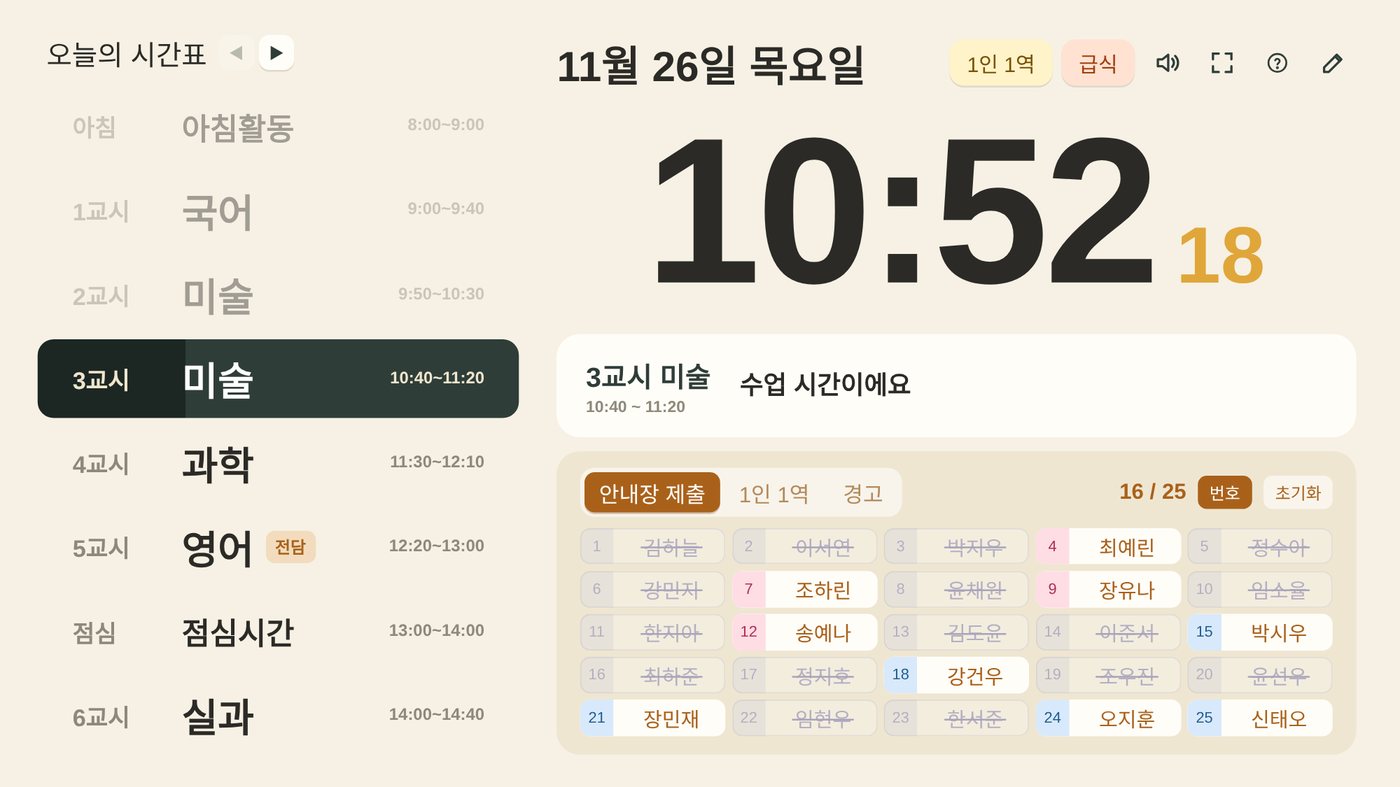 오늘의 시간표
아침 아침활동 8:00~9:00
1교시 국어 9:00~9:40
2교시 미술 9:50~10:30
3교시 미술 10:40~11:20
4교시 과학 11:30~12:10
5교시 영어 전담 12:20~13:00
점심 점심시간 13:00~14:00
6교시 실과 14:00~14:40
11월 26일 목요일
1인 1역 급식
10:52 18
3교시 미술 수업 시간이에요
10:40 ~ 11:20
안내장 제출 1인 1역 경고 16 / 25 번호 초기화
1 김하늘 2 이서연 3 박지우 4 최예린 5 정수아
6 강민지 7 조하린 8 윤채원 9 장유나 10 임소율
11 한지아 12 송예나 13 김도윤 14 이준서 15 박시우
16 최하준 17 정지호 18 강건우 19 조우진 20 윤선우
21 장민재 22 임현우 23 한서준 24 오지훈 25 신태오